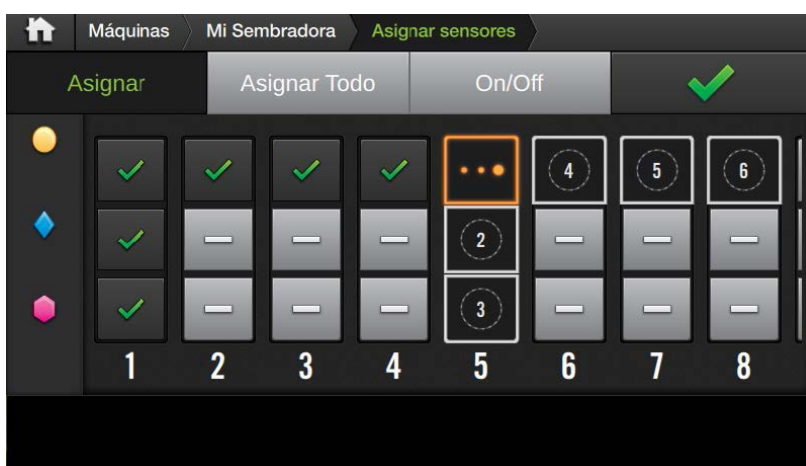 Máquinas Mi Sembradora Asignar sensores
Asignar Asignar Todo On/Off
4 5 6
2
3
1 2 3 4 5 6 7 8